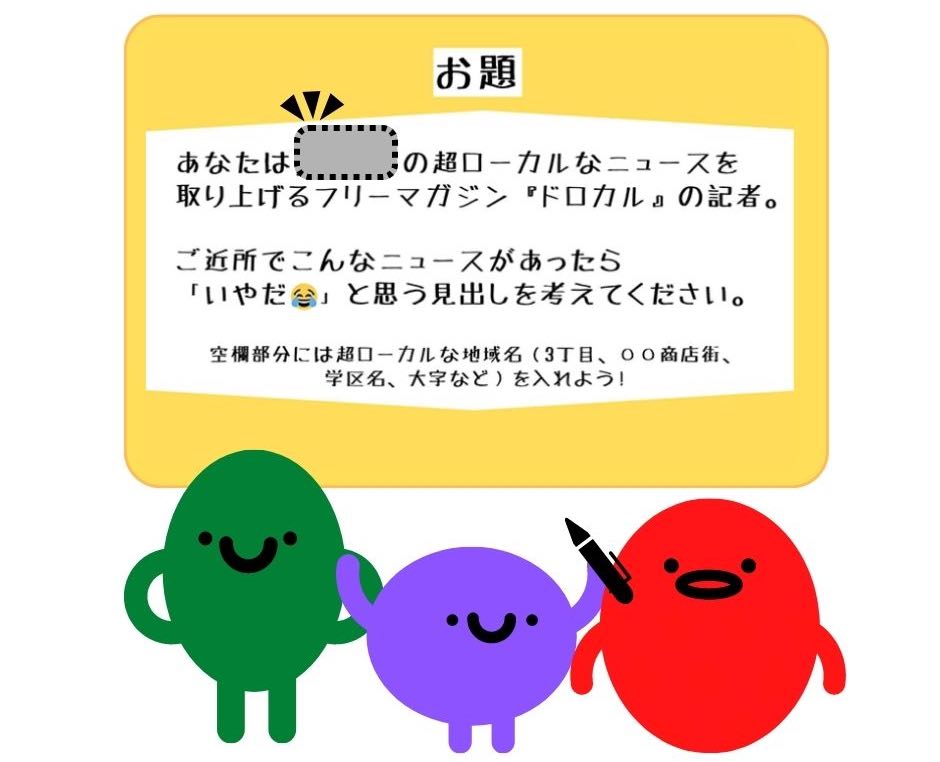 お題
あなたは の超ローカルなニュースを
取り上げるフリーマガジン『ドロカル』の記者。
ご近所でこんなニュースがあったら
「いやだ😂」と思う見出しを考えてください。
空欄部分には超ローカルな地域名(3丁目、○○商店街、
学区名、大字など)を入れよう!